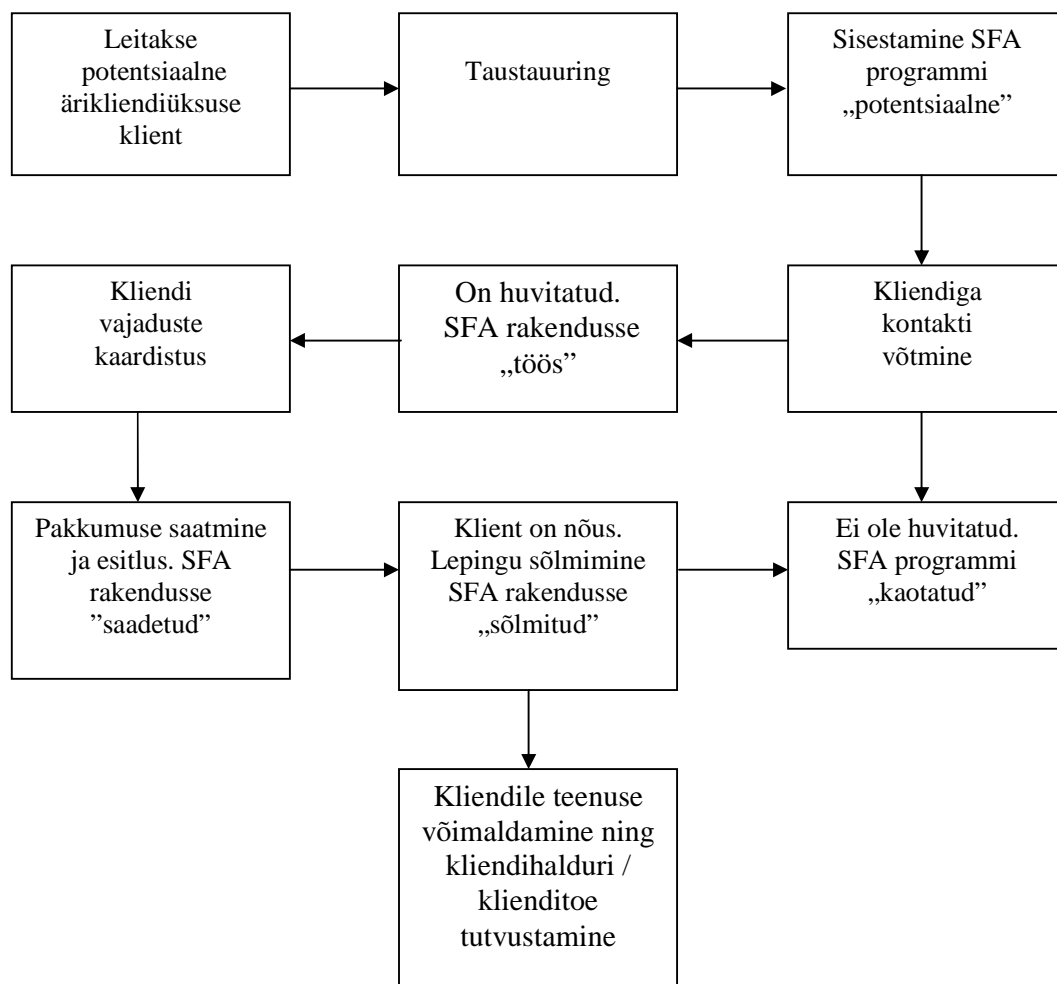 Leitakse
potentsiaalne
ärikliendiüksuse
klient
Taustauuring
Sisestamine SFA
programmi
„potentsiaalne”
Kliendi
vajaduste
kaardistus
On huvitatud.
SFA rakendusse
„töös”
Kliendiga
kontakti
võtmine
Pakkumuse saatmine
ja esitlus. SFA
rakendusse
”saadetud”
Klient on nõus.
Lepingu sõlmimine
SFA rakendusse
„sõlmitud”
Ei ole huvitatud.
SFA programmi
„kaotatud”
Kliendile teenuse
võimaldamine ning
kliendihalduri /
klienditoe
tutvustamine